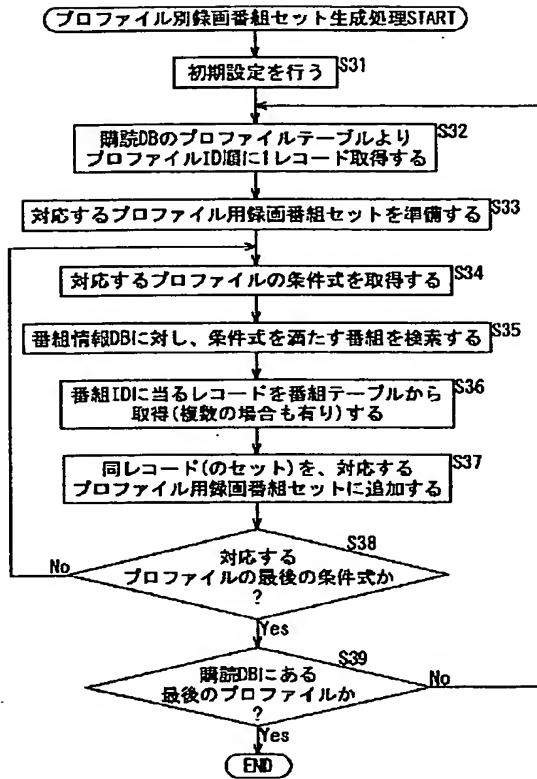 プロファイル別録画番組セット生成処理START
初期設定を行う
S31
購読DBのプロファイルテーブルより
プロファイルID順に1レコード取得する
S32
対応するプロファイル用録画番組セットを準備する
S33
対応するプロファイルの条件式を取得する
S34
番組情報DBに対し、条件式を満たす番組を検索する
S35
番組IDに当るレコードを番組テーブルから
取得(複数の場合も有り)する
S36
同レコード(のセット)を、対応する
プロファイル用録画番組セットに追加する
S37
対応する
プロファイルの最後の条件式か
?
S38
No
Yes
購読DBにある
最後のプロファイルか
?
S39
No
Yes
END